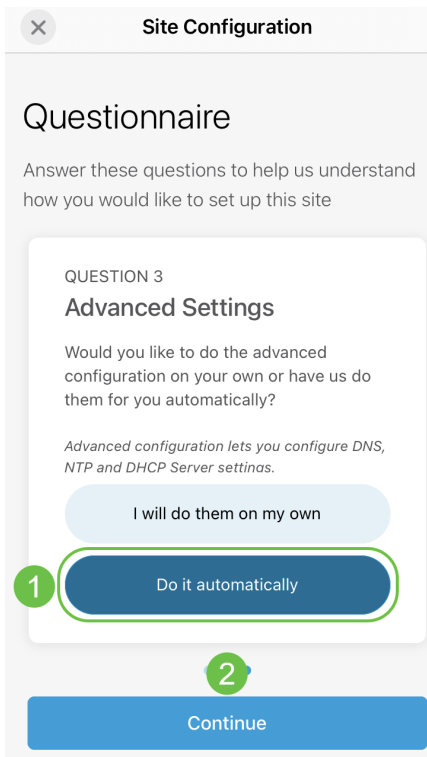 Site Configuration
Questionnaire
Answer these questions to help us understand
how you would like to set up this site
QUESTION 3
Advanced Settings
Would you like to do the advanced
configuration on your own or have us do
them for you automatically?
Advanced configuration lets you configure DNS,
NTP and DHCP Server settings.
I will do them on my own
1
Do it automatically
2
Continue